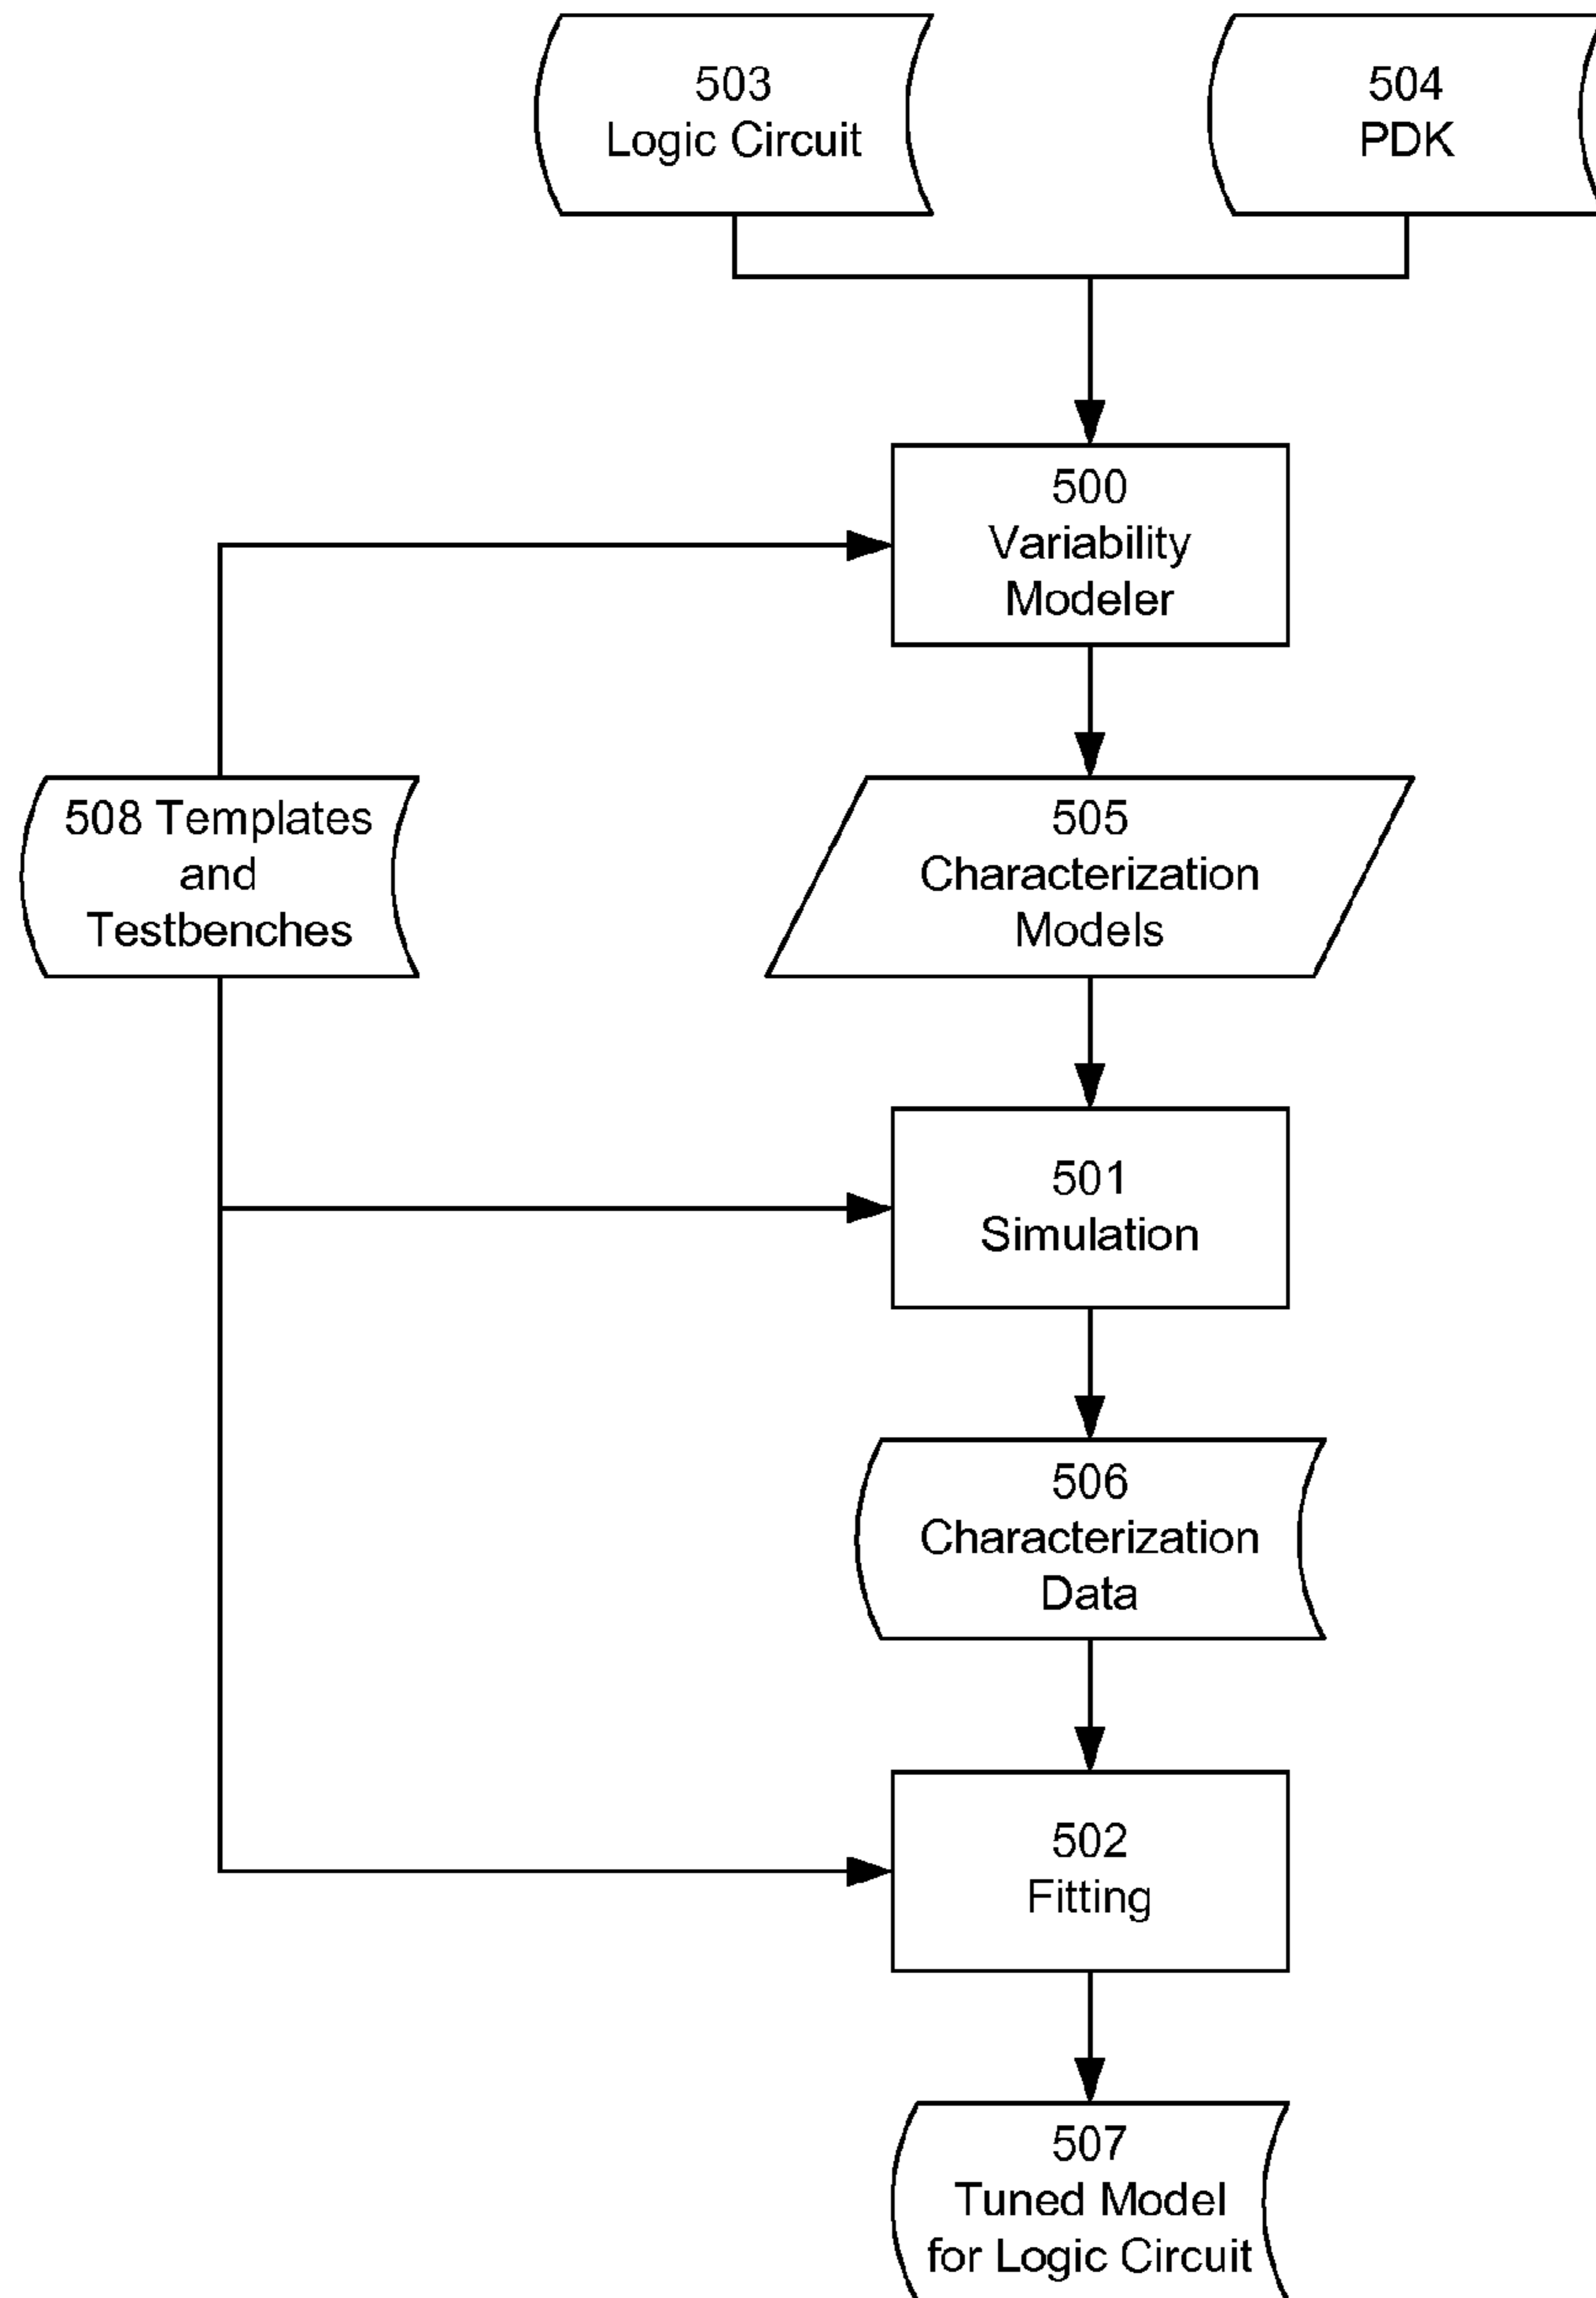 503
Logic Circuit
504
PDK
500
Variability
Modeler
508 Templates
and
Testbenches
505
Characterization
Models
501
Simulation
506
Characterization
Data
502
Fitting
507
Tuned Model
for Logic Circuit